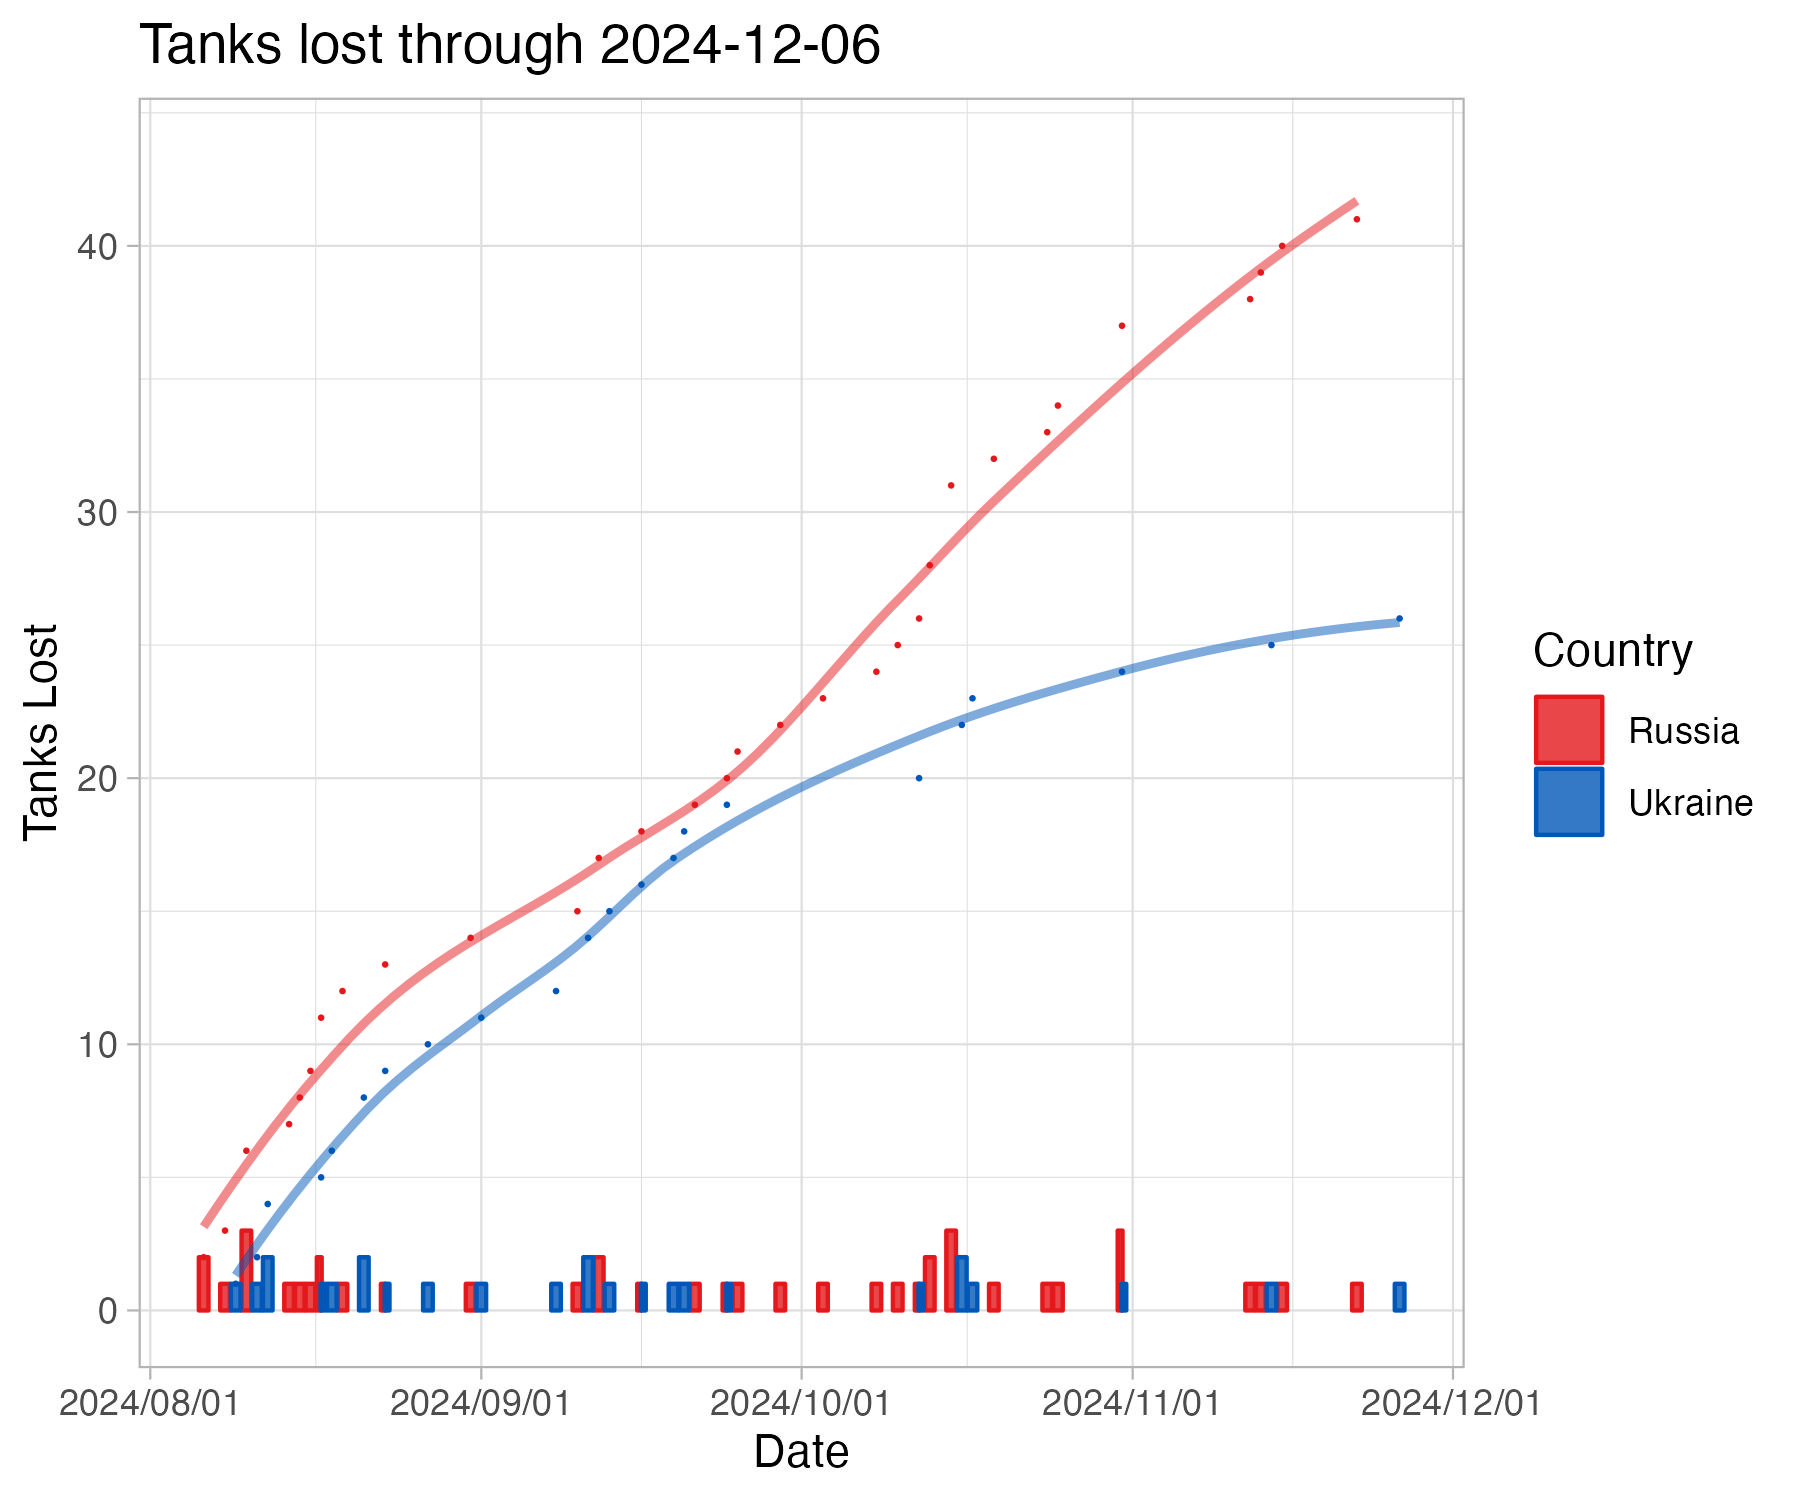 Tanks lost through 2024-12-06
Tanks Lost
40
30
20
10
0
2024/08/01 2024/09/01 2024/10/01 2024/11/01 2024/12/01
Date
Country
Russia
Ukraine